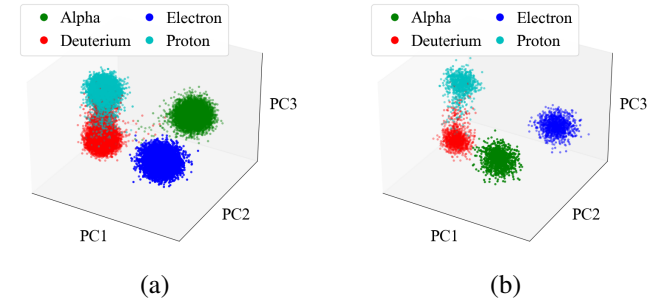 Alpha Electron
Deuterium Proton
PC3
PC2
PC1
(a)
Alpha Electron
Deuterium Proton
PC3
PC2
PC1
(b)